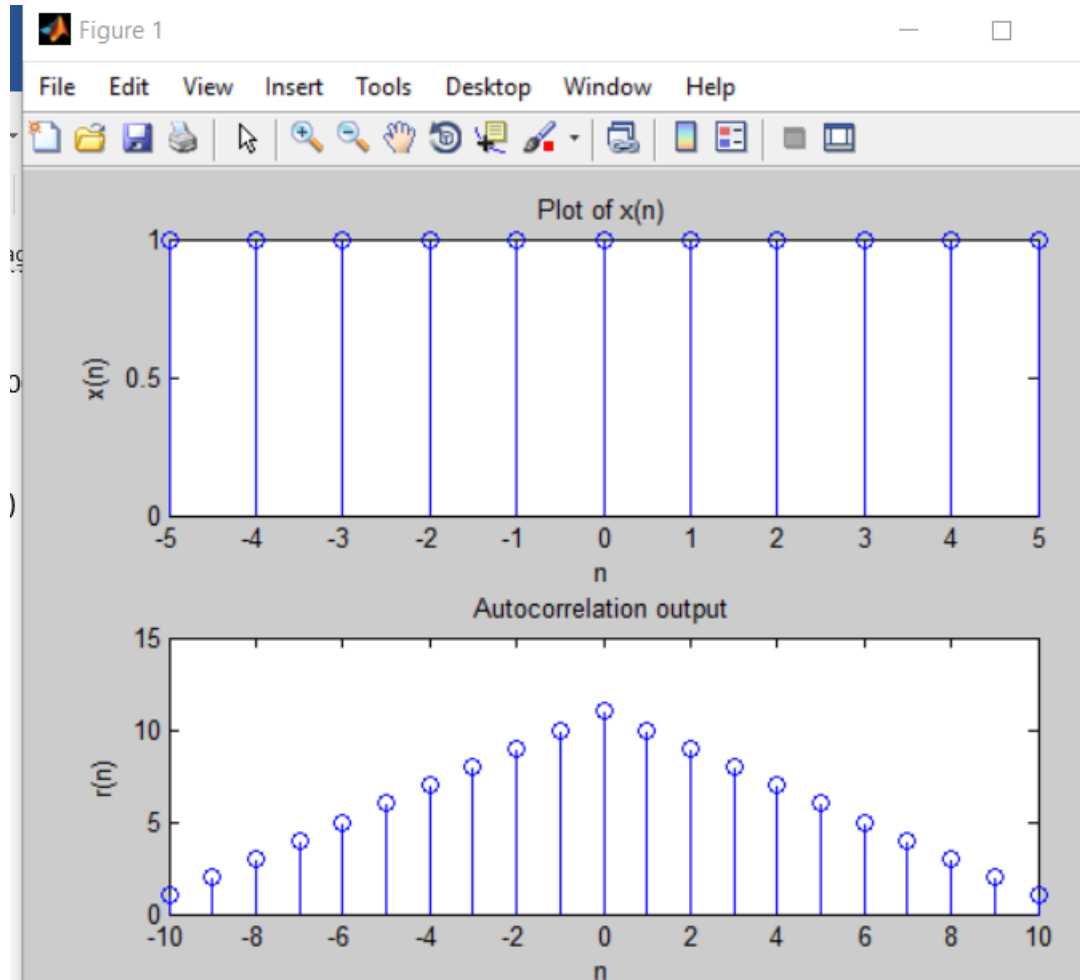 Figure 1
File Edit View Insert Tools Desktop Window Help
Plot of x(n)
1
0.5
0
x(n)
-5 -4 -3 -2 -1 0 1 2 3 4 5
n
Autocorrelation output
15
10
5
0
r(n)
-10 -8 -6 -4 -2 0 2 4 6 8 10
n
)